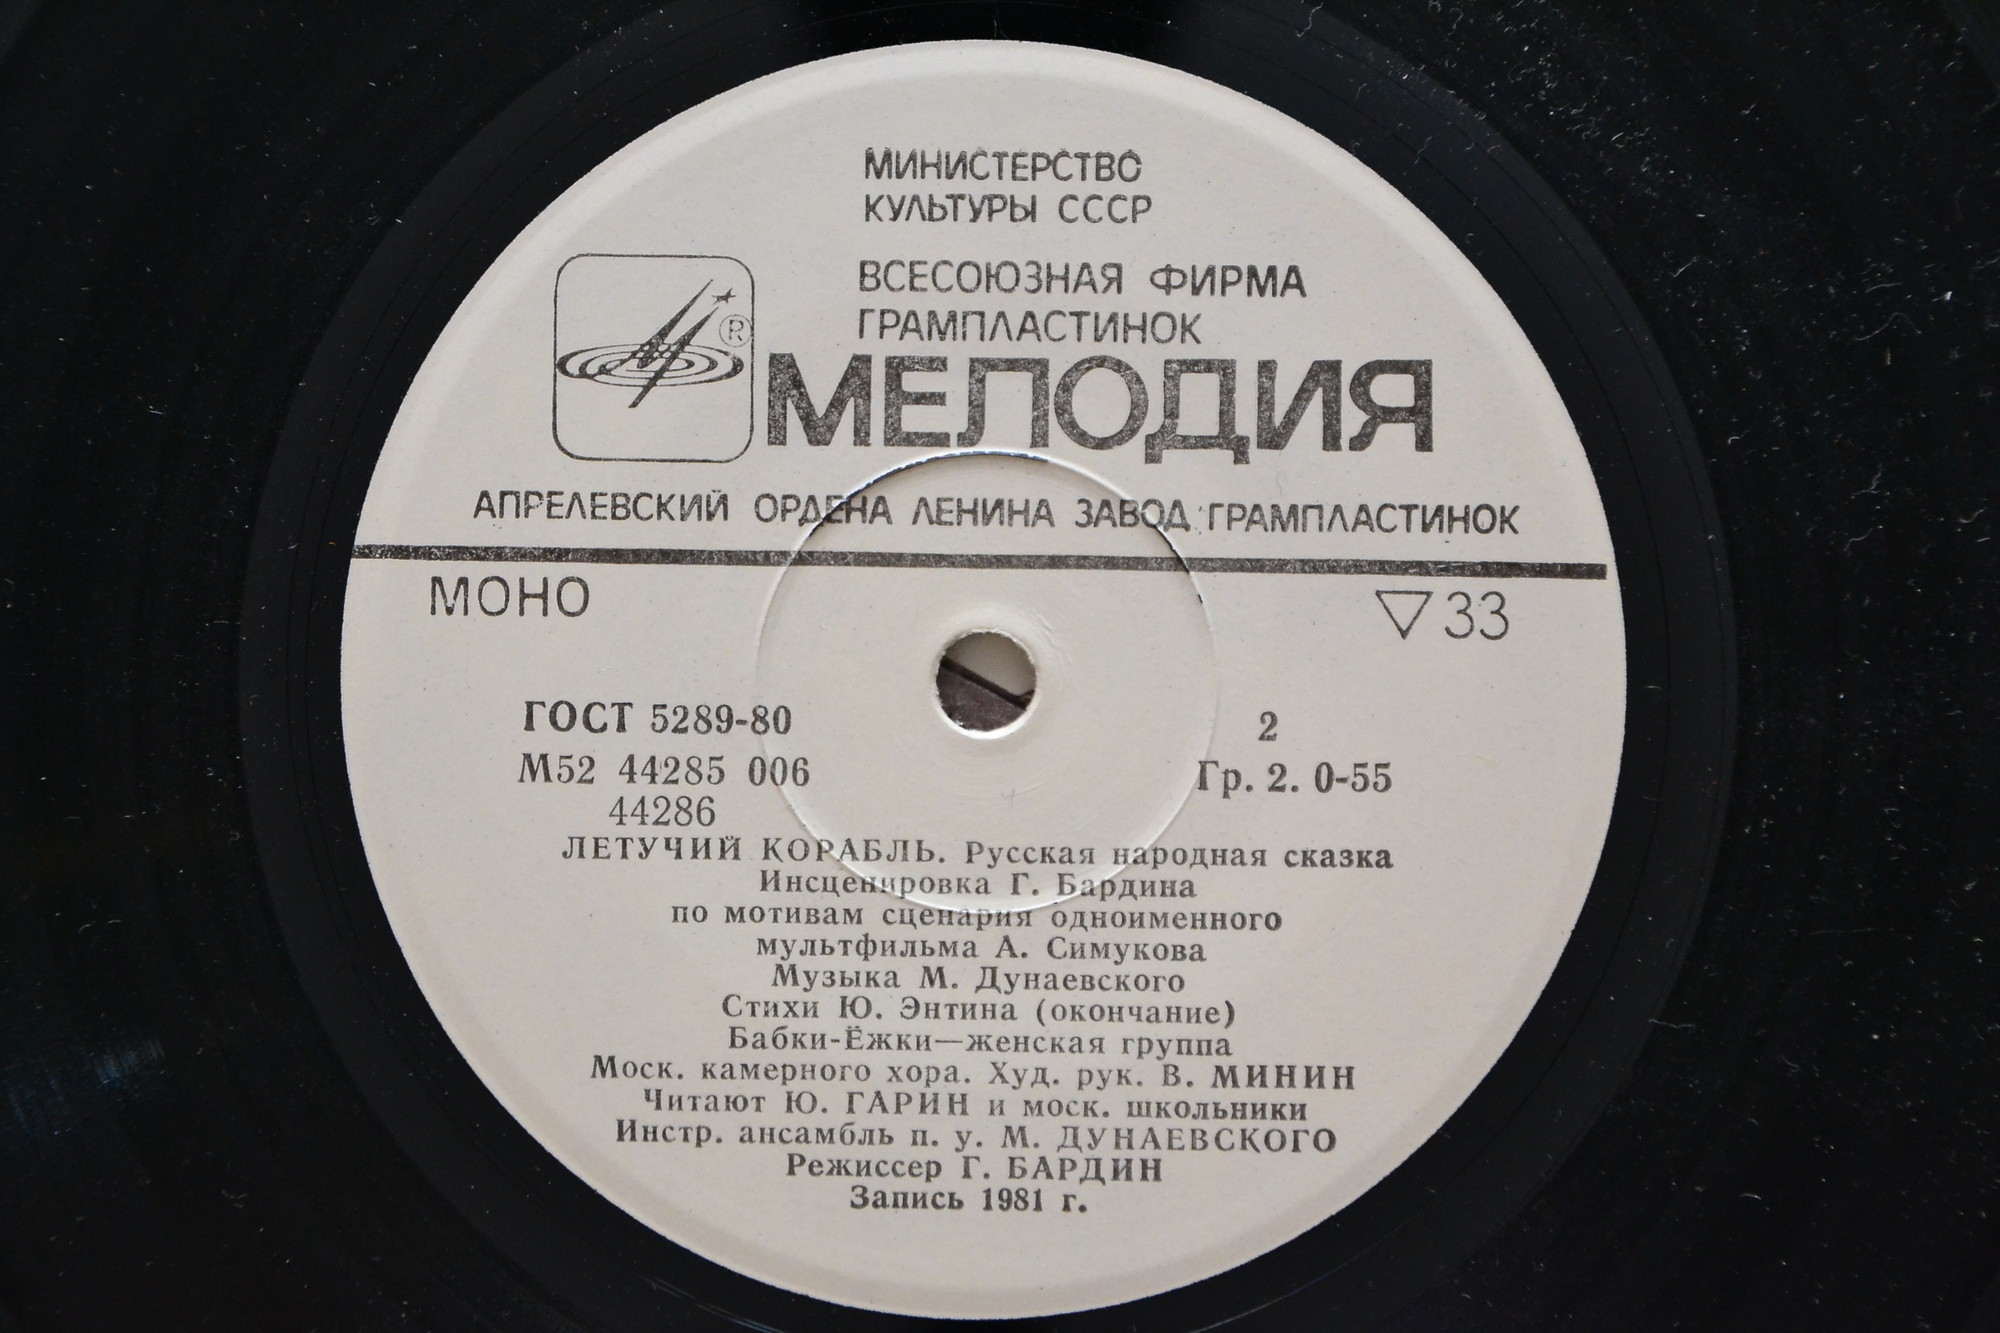 МИНИСТЕРСТВО
КУЛЬТУРЫ СССР
ВСЕСОЮЗНАЯ ФИРМА
ГРАМПЛАСТИНОК
®
МЕЛОДИЯ
АПРЕЛЕВСКИЙ ОРДЕНА ЛЕНИНА ЗАВОД ГРАМПЛАСТИНОК
МОНО
▽33
ГОСТ 5289-80
2
М52 44285 006
Гр. 2. 0-55
44286
ЛЕТУЧИЙ КОРАБЛЬ. Русская народная сказка
Инсценировка Г. Бардина
по мотивам сценария одноименного
мультфильма А. Симукова
Музыка М. Дунаевского
Стихи Ю. Энтина (окончание)
Бабки-Ёжки—женская группа
Моск. камерного хора. Худ. рук. В. МИНИН
Читают Ю. ГАРИН и моск. школьники
Инстр. ансамбль п. у. М. ДУНАЕВСКОГО
Режиссер Г. БАРДИН
Запись 1981 г.